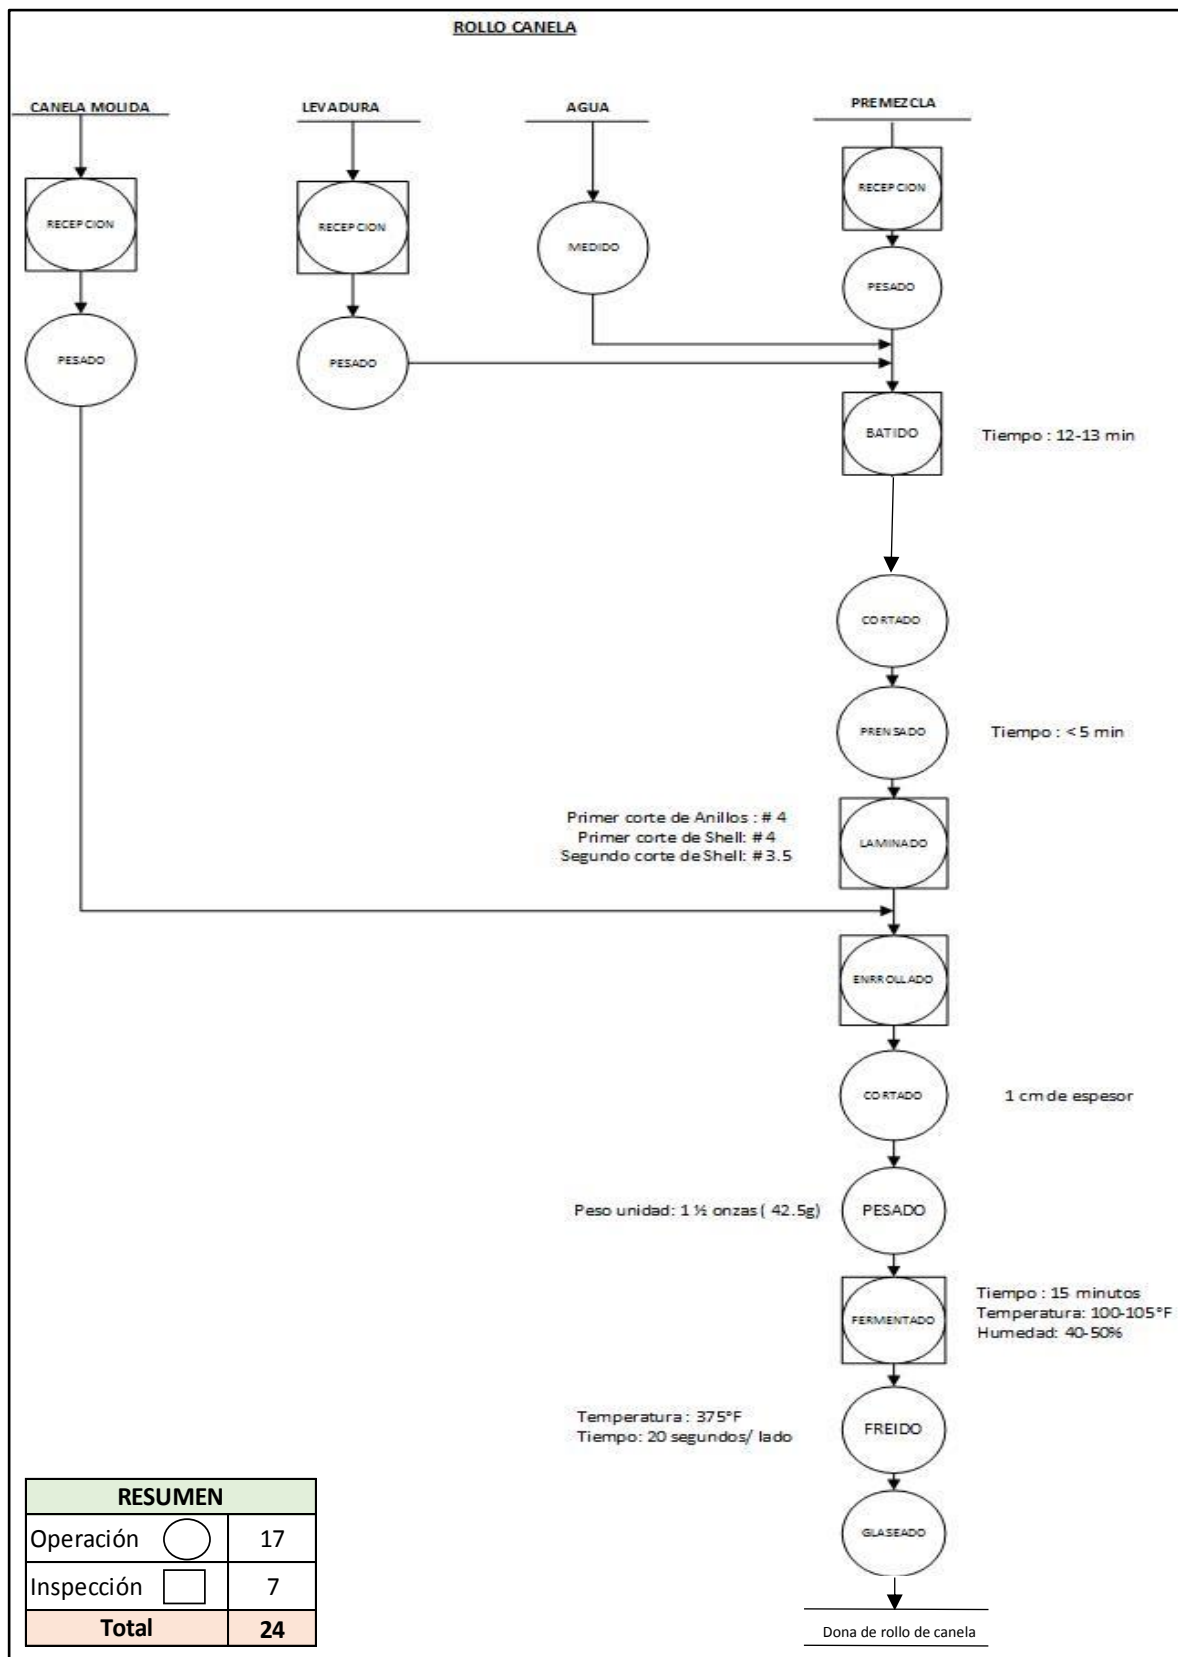 ROLLO CANELA
CANELA MOLIDA
LEVADURA
AGUA
PREMEZCLA
RECEPCION
RECEPCION
MEDIDO
RECEPCION
PESADO
PESADO
PESADO
BATIDO
Tiempo : 12-13 min
CORTADO
PRENSADO
Tiempo : < 5 min
Primer corte de Anillos : # 4
Primer corte de Shell: # 4
Segundo corte de Shell: # 3.5
LAMINADO
ENRROLLADO
CORTADO
1 cm de espesor
Peso unidad: 1 ½ onzas ( 42.5g)
PESADO
FERMENTADO
Tiempo : 15 minutos
Temperatura: 100-105°F
Humedad: 40-50%
Temperatura : 375°F
Tiempo: 20 segundos/ lado
FREIDO
GLASEADO
Dona de rollo de canela
RESUMEN
Operación 17
Inspección 7
Total 24